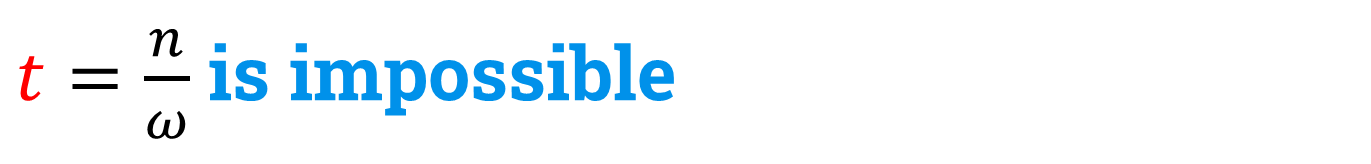 t = n/ω is impossible